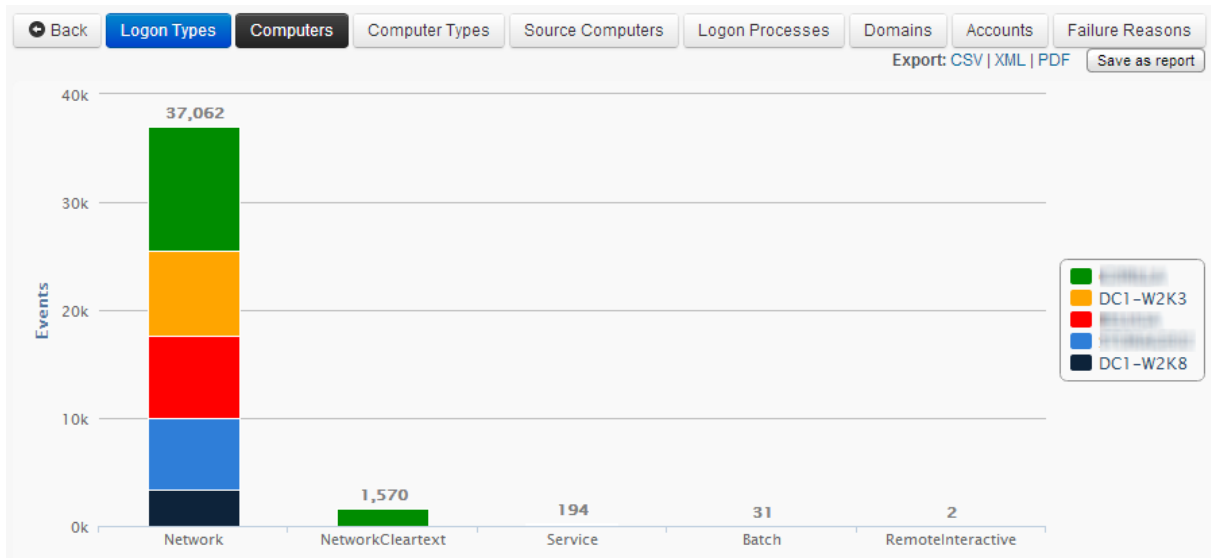 Back Logon Types Computers Computer Types Source Computers Logon Processes Domains Accounts Failure Reasons
Export: CSV | XML | PDF Save as report
40k
37,062
30k
DC1-W2K3
Events
20k
DC1-W2K8
10k
1,570
194
31
2
0k
Network NetworkCleartext Service Batch RemoteInteractive